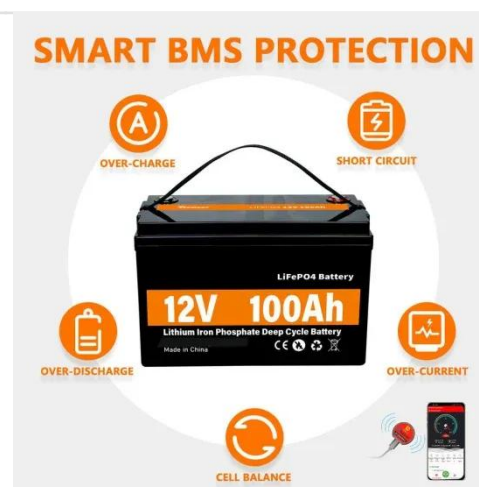 SMART BMS PROTECTION
OVER-CHARGE
SHORT CIRCUIT
LiFePO4 Battery
12V 100Ah
Lithium Iron Phosphate Deep Cycle Battery
Made in China
CE
OVER-DISCHARGE
OVER-CURRENT
CELL BALANCE